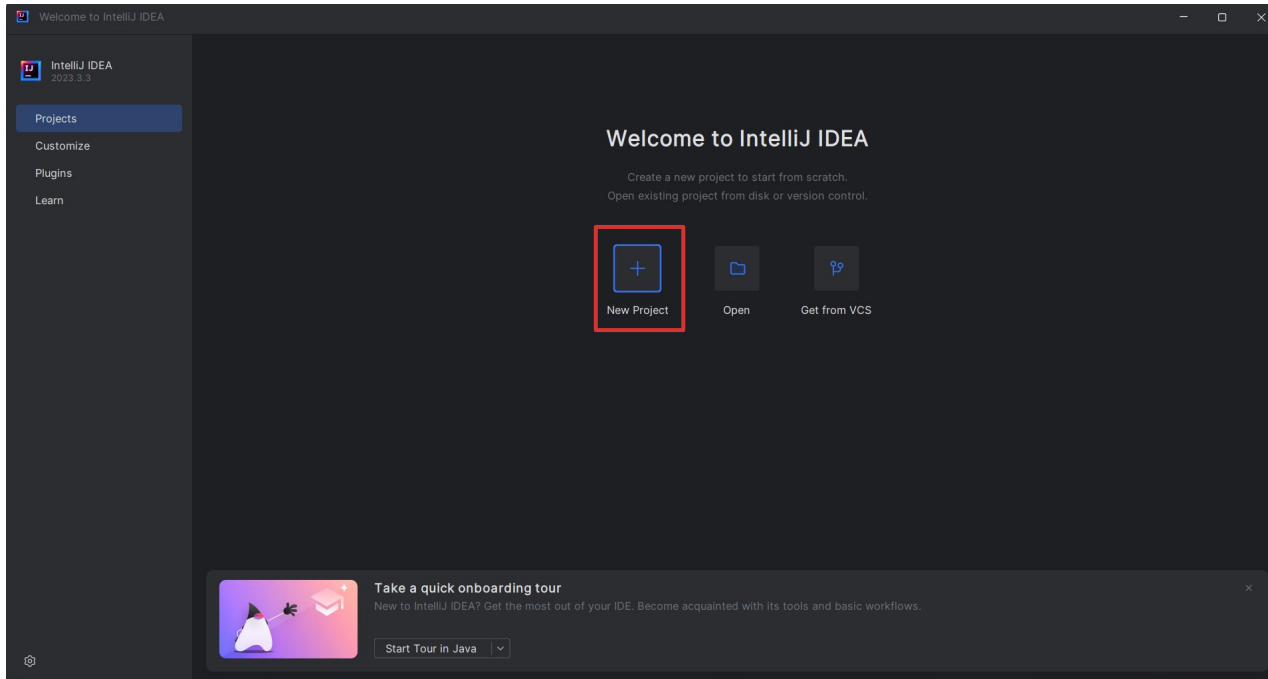 Welcome to IntelliJ IDEA
IntelliJ IDEA
2023.3.3
Projects
Customize
Plugins
Learn
Welcome to IntelliJ IDEA
Create a new project to start from scratch.
Open existing project from disk or version control.
New Project
Open
Get from VCS
Take a quick onboarding tour
New to IntelliJ IDEA? Get the most out of your IDE. Become acquainted with its tools and basic workflows.
Start Tour in Java